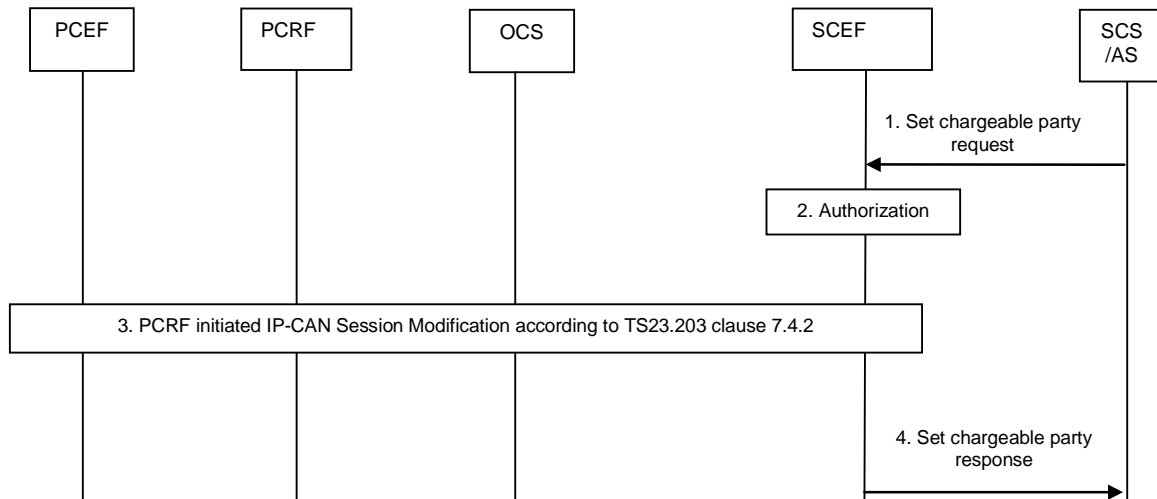 PCEF
PCRF
OCS
SCEF
SCS
/AS
1. Set chargeable party
request
2. Authorization
3. PCRF initiated IP-CAN Session Modification according to TS23.203 clause 7.4.2
4. Set chargeable party
response